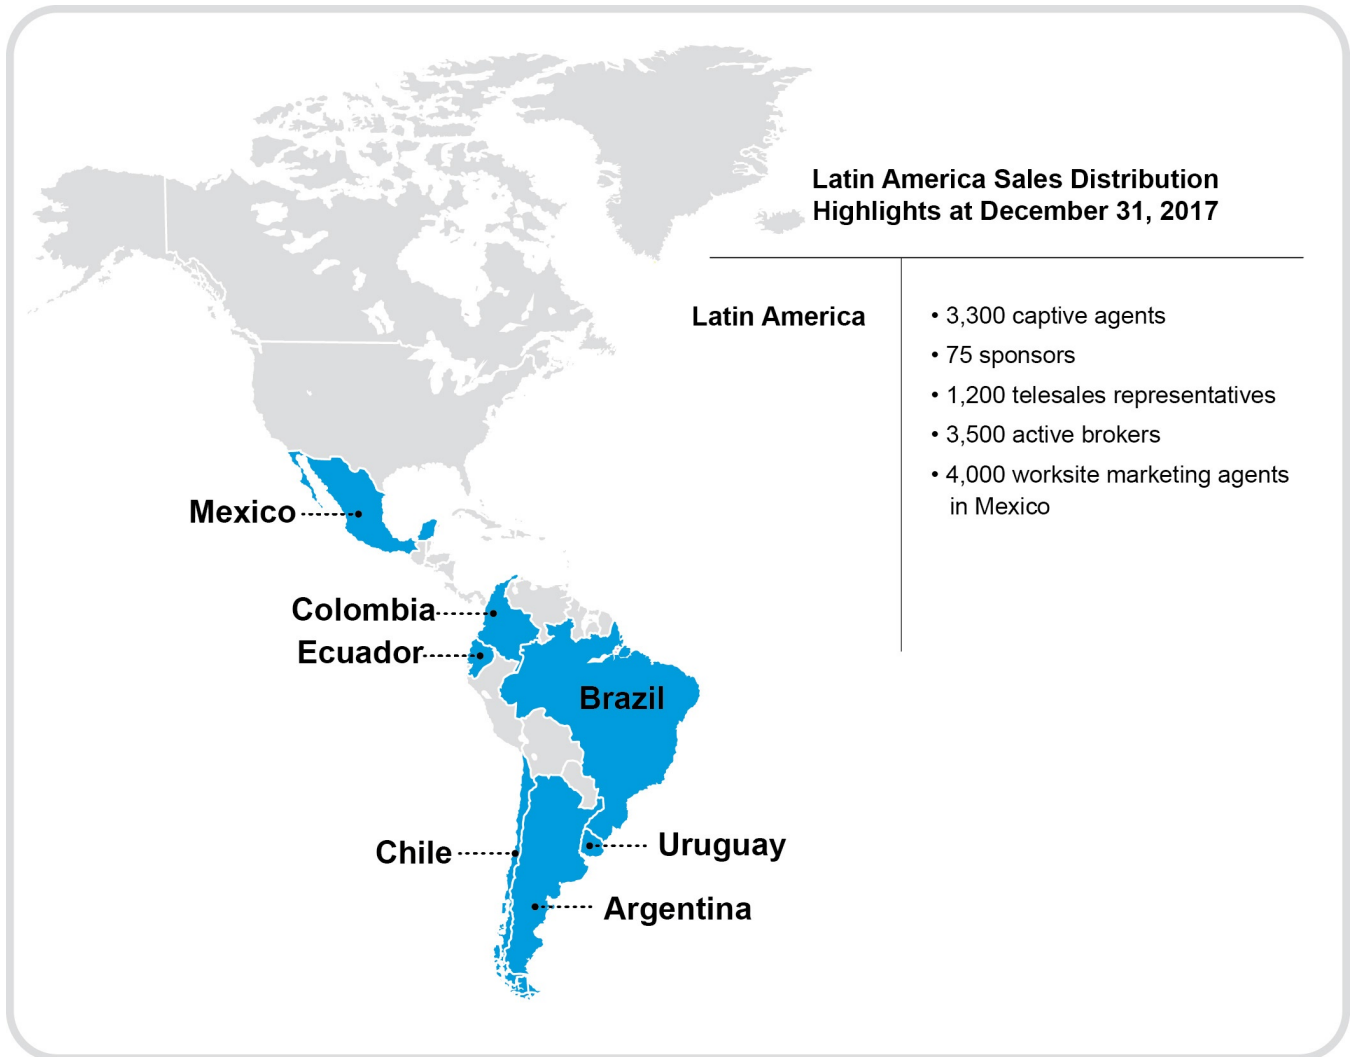 Latin America Sales Distribution
Highlights at December 31, 2017
Latin America
• 3,300 captive agents
• 75 sponsors
• 1,200 telesales representatives
• 3,500 active brokers
• 4,000 worksite marketing agents
in Mexico
Mexico
Colombia
Ecuador
Brazil
Chile
Uruguay
Argentina